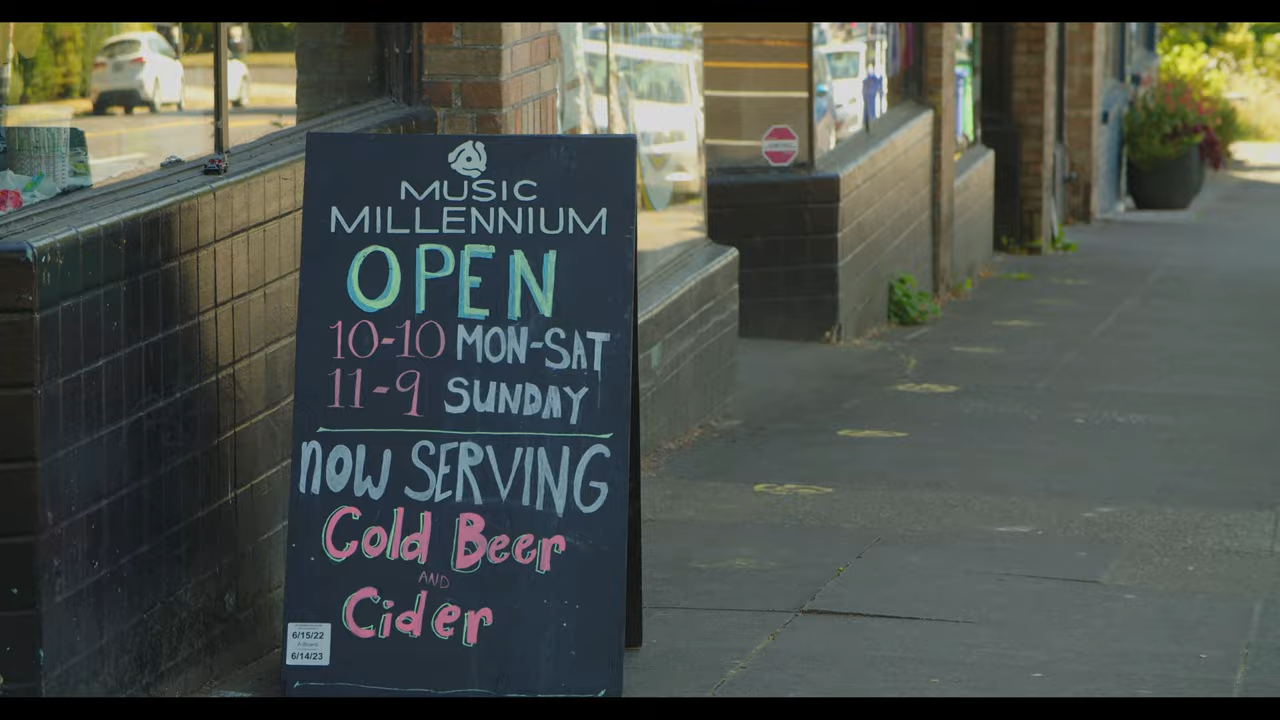 MUSIC
MILLENNIUM
OPEN
10-10 MON-SAT
11-9 SUNDAY
now SERVING
Cold Beer
AND
Cider
6/15/22
A-Board
6/14/23